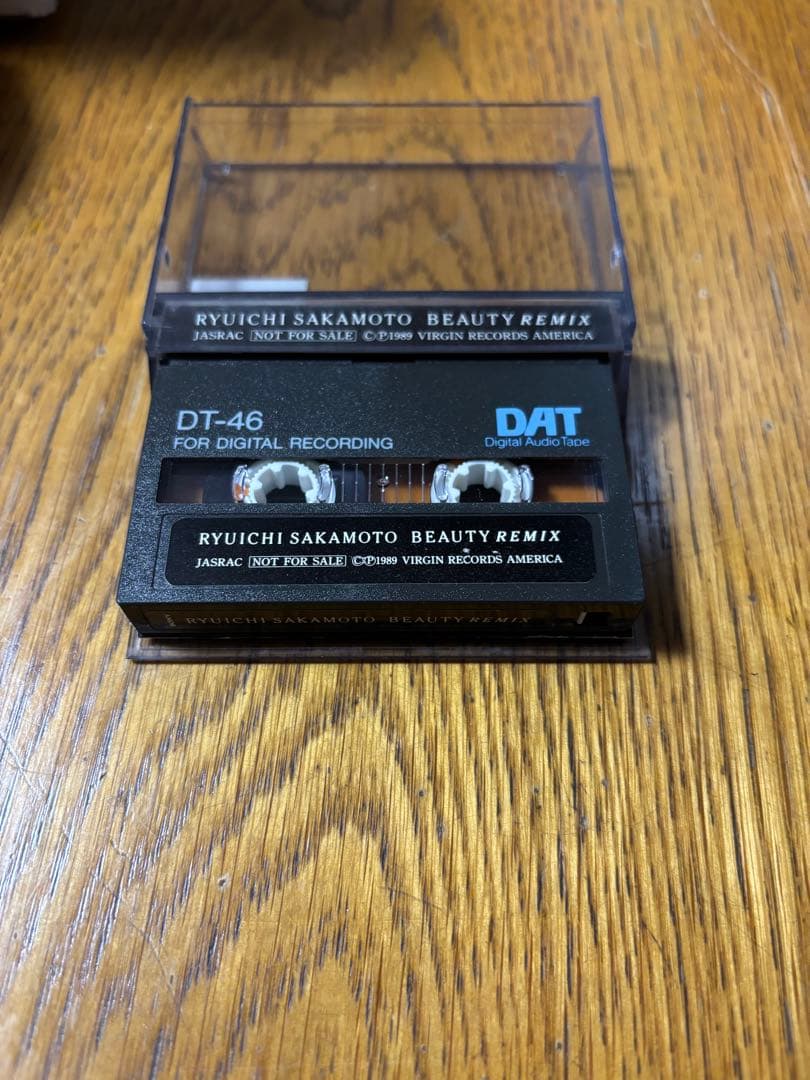 RYUICHI SAKAMOTO BEAUTY REMIX
JASRAC NOT FOR SALE ©℗1989 VIRGIN RECORDS AMERICA
DT-46
FOR DIGITAL RECORDING
DAT
Digital Audio Tape
RYUICHI SAKAMOTO BEAUTY REMIX
JASRAC NOT FOR SALE ©℗1989 VIRGIN RECORDS AMERICA
RYUICHI SAKAMOTO BEAUTY REMIX